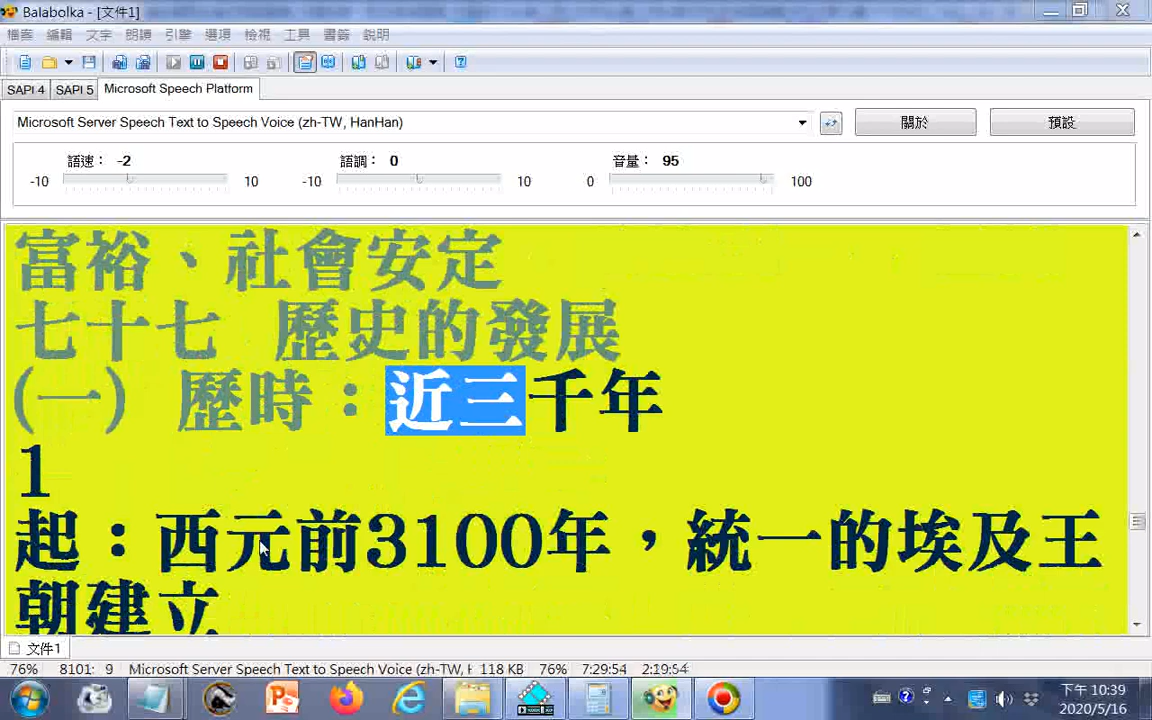 Balabolka - [文件1]
檔案 編輯 文字 朗讀 引擎 選項 檢視 工具 書籤 說明
SAPI 4 SAPI 5 Microsoft Speech Platform
Microsoft Server Speech Text to Speech Voice (zh-TW, HanHan) 關於 預設
語速： -2 語調： 0 音量： 95
-10 10 -10 10 0 100
富裕、社會安定
七十七 歷史的發展
(一) 歷時：近三千年
1
起：西元前3100年，統一的埃及王
朝建立
文件1
76% 8101: 9 Microsoft Server Speech Text to Speech Voice (zh-TW, H 118 KB 76% 7:29:54 2:19:54
下午 10:39
2020/5/16